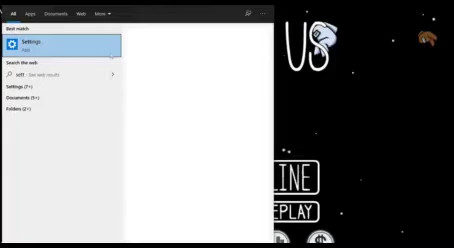 All Apps Documents Web More
Best match
Settings
App
Search the web
sett - See web results
Settings (7+)
Documents (5+)
Folders (2+)
US
LINE
EPLAY